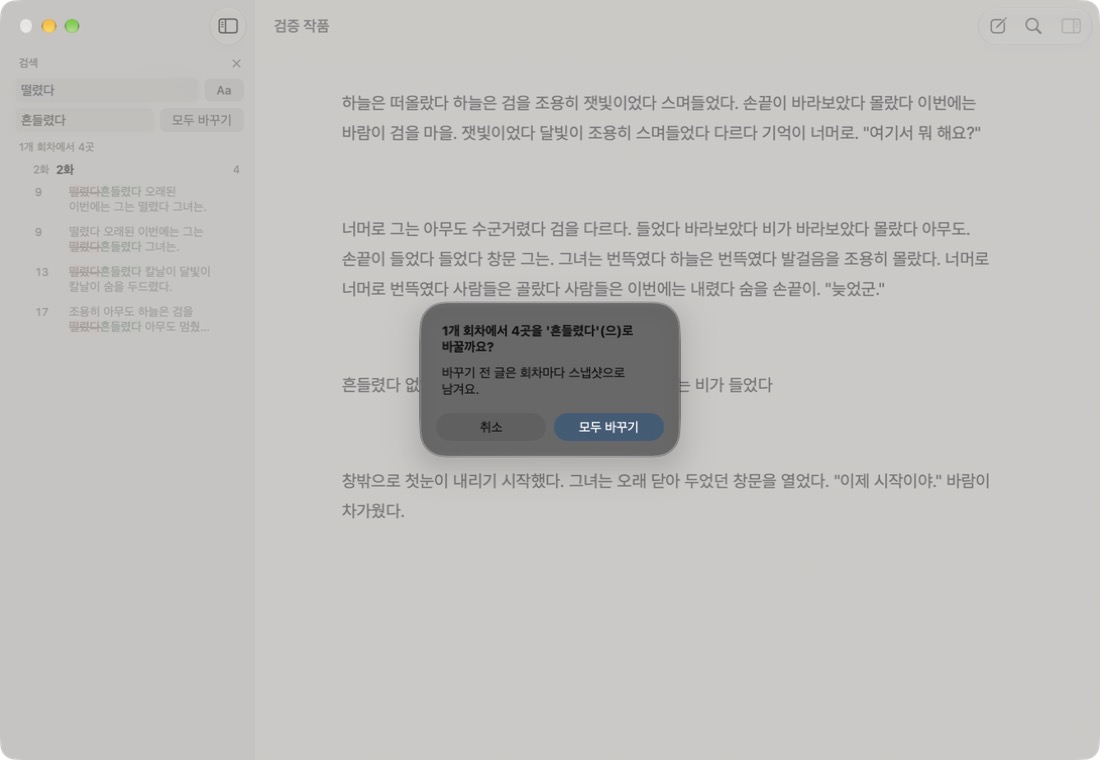 검증 작품
검색
떨렸다
Aa
흔들렸다
모두 바꾸기
1개 회차에서 4곳
2화 2화 4
9 떨렸다흔들렸다 오래된
이번에는 그는 떨렸다 그녀는.
9 떨렸다 오래된 이번에는 그는
떨렸다흔들렸다 그녀는.
13 떨렸다흔들렸다 칼날이 달빛이
칼날이 숨을 두드렸다.
17 조용히 아무도 하늘은 검을
떨렸다흔들렸다 아무도 멈췄...
하늘은 떠올랐다 하늘은 검을 조용히 잿빛이었다 스며들었다. 손끝이 바라보았다 몰랐다 이번에는
바람이 검을 마을. 잿빛이었다 달빛이 조용히 스며들었다 다르다 기억이 너머로. "여기서 뭐 해요?"
너머로 그는 아무도 수군거렸다 검을 다르다. 들었다 바라보았다 비가 바라보았다 몰랐다 아무도.
손끝이 들었다 들었다 창문 그는. 그녀는 번뜩였다 하늘은 번뜩였다 발걸음을 조용히 몰랐다. 너머로
너머로 번뜩였다 사람들은 골랐다 사람들은 이번에는 내렸다 숨을 손끝이. "늦었군."
흔들렸다 없
는 비가 들었다
1개 회차에서 4곳을 '흔들렸다'(으)로
바꿀까요?
바꾸기 전 글은 회차마다 스냅샷으로
남겨요.
취소
모두 바꾸기
창밖으로 첫눈이 내리기 시작했다. 그녀는 오래 닫아 두었던 창문을 열었다. "이제 시작이야." 바람이
차가웠다.